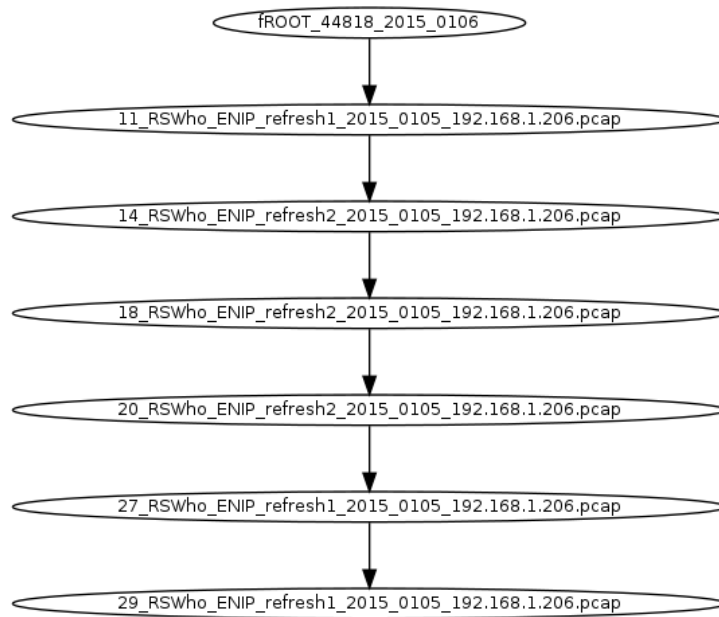 fROOT_44818_2015_0106
11_RSWho_ENIP_refresh1_2015_0105_192.168.1.206.pcap
14_RSWho_ENIP_refresh2_2015_0105_192.168.1.206.pcap
18_RSWho_ENIP_refresh2_2015_0105_192.168.1.206.pcap
20_RSWho_ENIP_refresh2_2015_0105_192.168.1.206.pcap
27_RSWho_ENIP_refresh1_2015_0105_192.168.1.206.pcap
29_RSWho_ENIP_refresh1_2015_0105_192.168.1.206.pcap